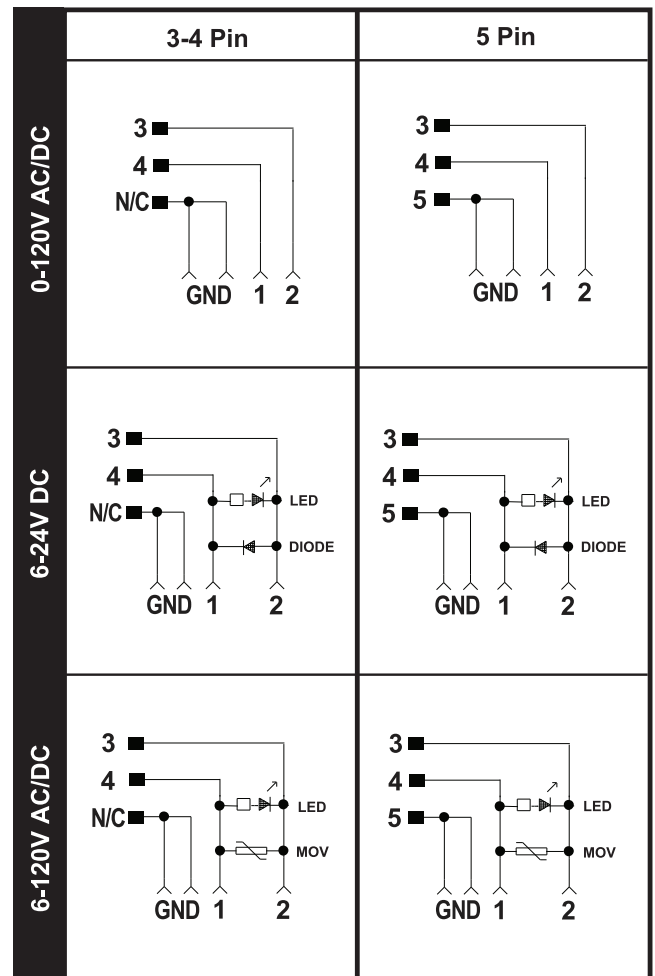 3-4 Pin
5 Pin
0-120V AC/DC
3
4
N/C
GND 1 2
3
4
5
GND 1 2
6-24V DC
3
4
N/C
LED
DIODE
GND 1 2
3
4
5
LED
DIODE
GND 1 2
6-120V AC/DC
3
4
N/C
LED
MOV
GND 1 2
3
4
5
LED
MOV
GND 1 2